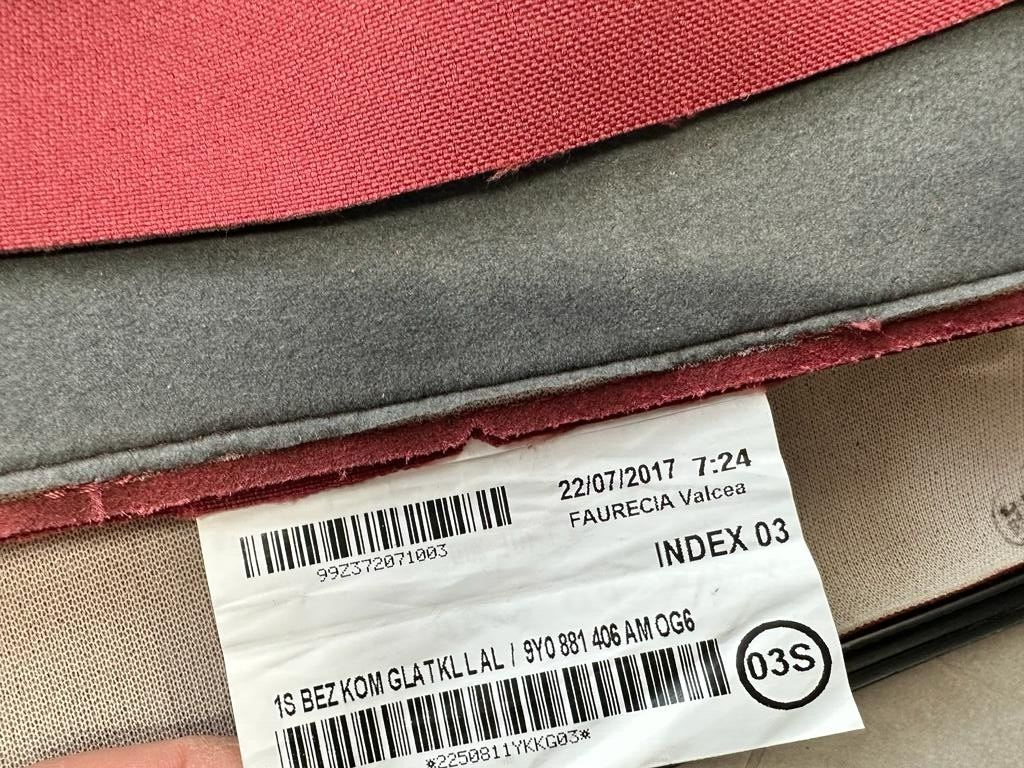 22/07/2017 7:24
FAURECIA Valcea
99Z372071003
INDEX 03
1S BEZ KOM GLATKLL AL / 9Y0 881 406 AM OG6
03S
*2250811YKKG03*